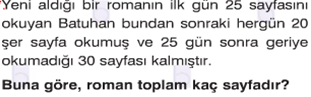 Yeni aldığı bir romanın ilk gün 25 sayfasını
okuyan Batuhan bundan sonraki hergün 20
şer sayfa okumuş ve 25 gün sonra geriye
okumadığı 30 sayfası kalmıştır.
Buna göre, roman toplam kaç sayfadır?